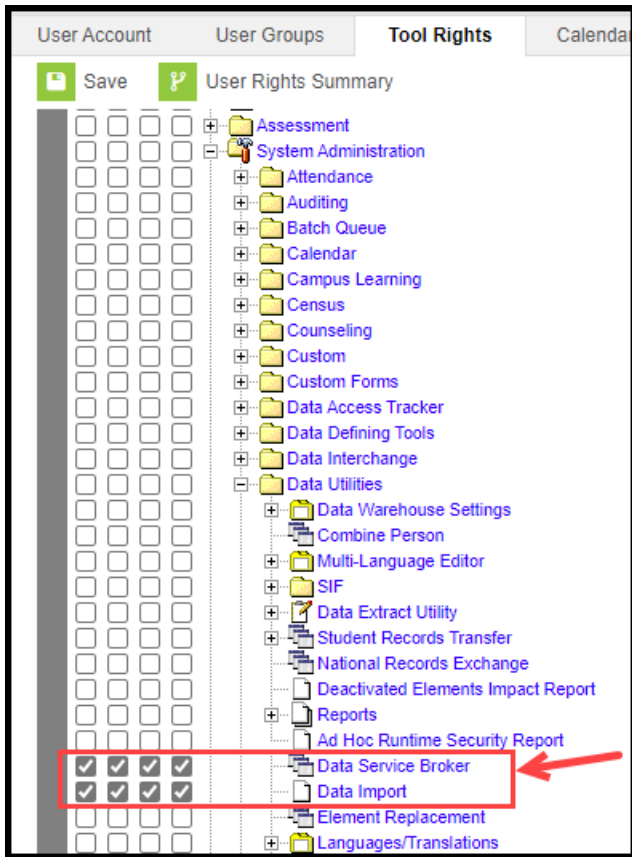 User Account User Groups Tool Rights Calendar
Save User Rights Summary
Assessment
System Administration
Attendance
Auditing
Batch Queue
Calendar
Campus Learning
Census
Counseling
Custom
Custom Forms
Data Access Tracker
Data Defining Tools
Data Interchange
Data Utilities
Data Warehouse Settings
Combine Person
Multi-Language Editor
SIF
Data Extract Utility
Student Records Transfer
National Records Exchange
Deactivated Elements Impact Report
Reports
Ad Hoc Runtime Security Report
Data Service Broker
Data Import
Element Replacement
Languages/Translations